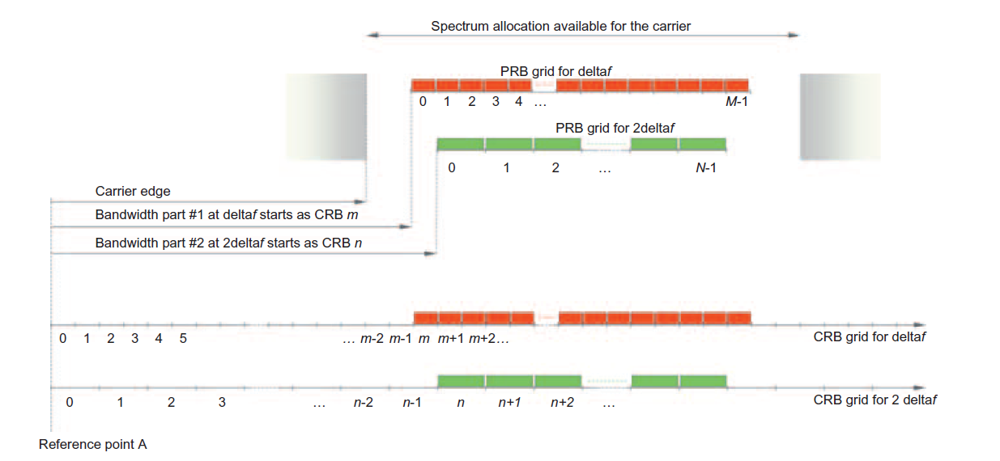 Spectrum allocation available for the carrier
PRB grid for deltaf
0 1 2 3 4 ... M-1
PRB grid for 2deltaf
0 1 2 ... N-1
Carrier edge
Bandwidth part #1 at deltaf starts as CRB m
Bandwidth part #2 at 2deltaf starts as CRB n
0 1 2 3 4 5 ... m-2 m-1 m m+1 m+2...
CRB grid for deltaf
0 1 2 3 ... n-2 n-1 n n+1 n+2 ...
CRB grid for 2 deltaf
Reference point A